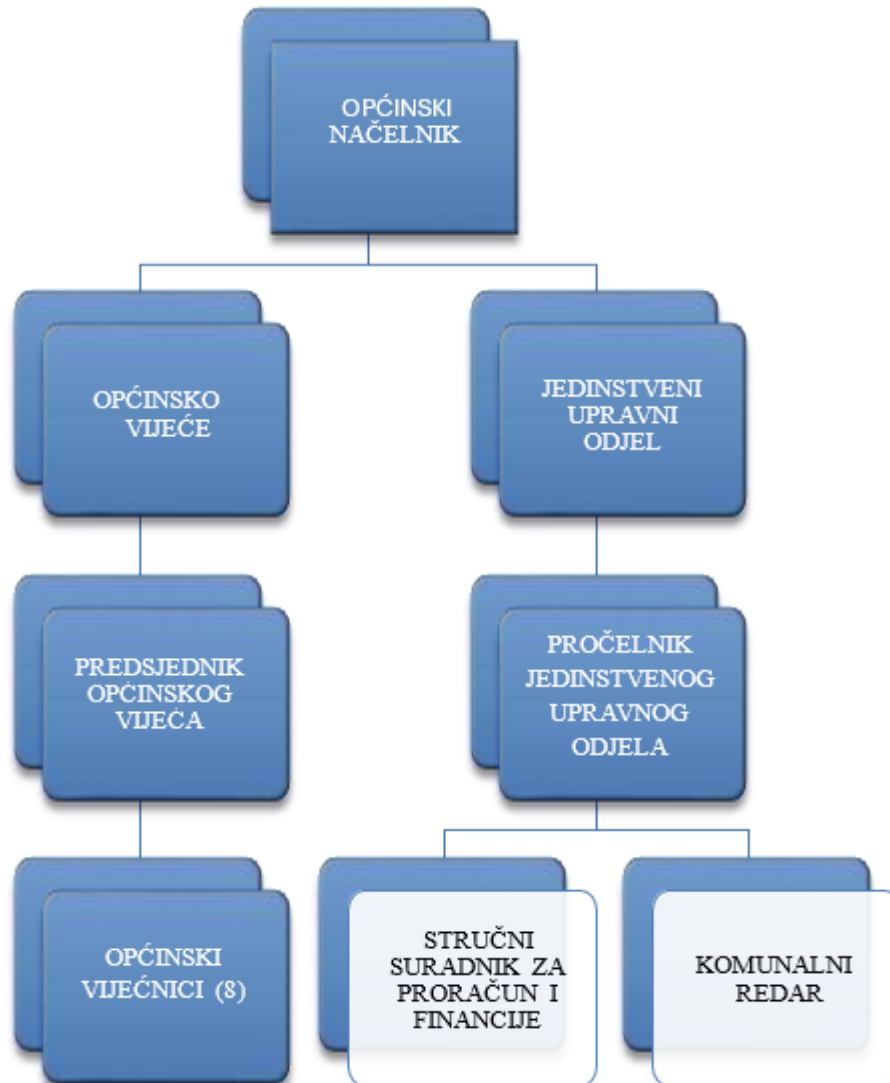 OPĆINSKI
NAČELNIK
OPĆINSKO
VIJEĆE
JEDINSTVENI
UPRAVNI
ODJEL
PREDSJEDNIK
OPĆINSKOG
VIJEĆA
PROČELNIK
JEDINSTVENOG
UPRAVNOG
ODJELA
OPĆINSKI
VIJEĆNICI (8)
STRUČNI
SURADNIK ZA
PRORAČUN I
FINANCIJE
KOMUNALNI
REDAR